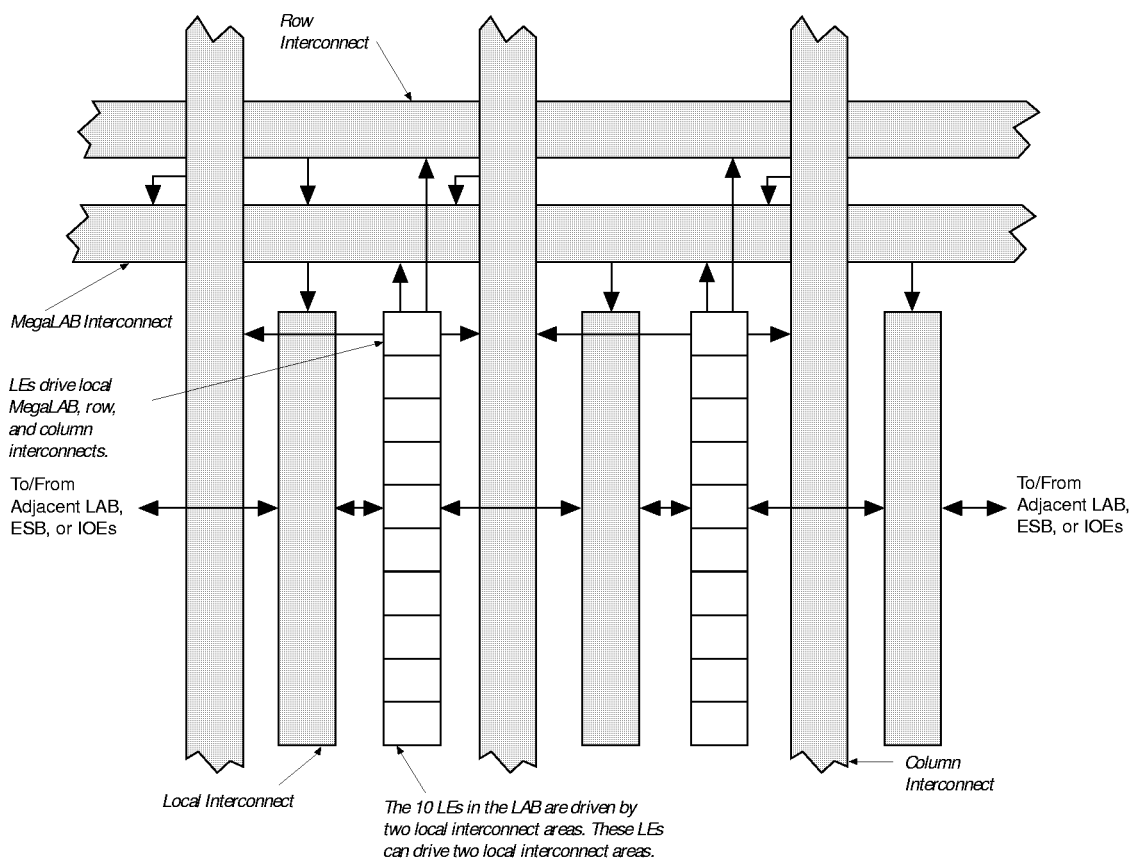 Row
Interconnect
MegaLAB Interconnect
LEs drive local
MegaLAB, row,
and column
interconnects.
To/From
Adjacent LAB,
ESB, or IOEs
To/From
Adjacent LAB,
ESB, or IOEs
Local Interconnect
The 10 LEs in the LAB are driven by
two local interconnect areas. These LEs
can drive two local interconnect areas.
Column
Interconnect